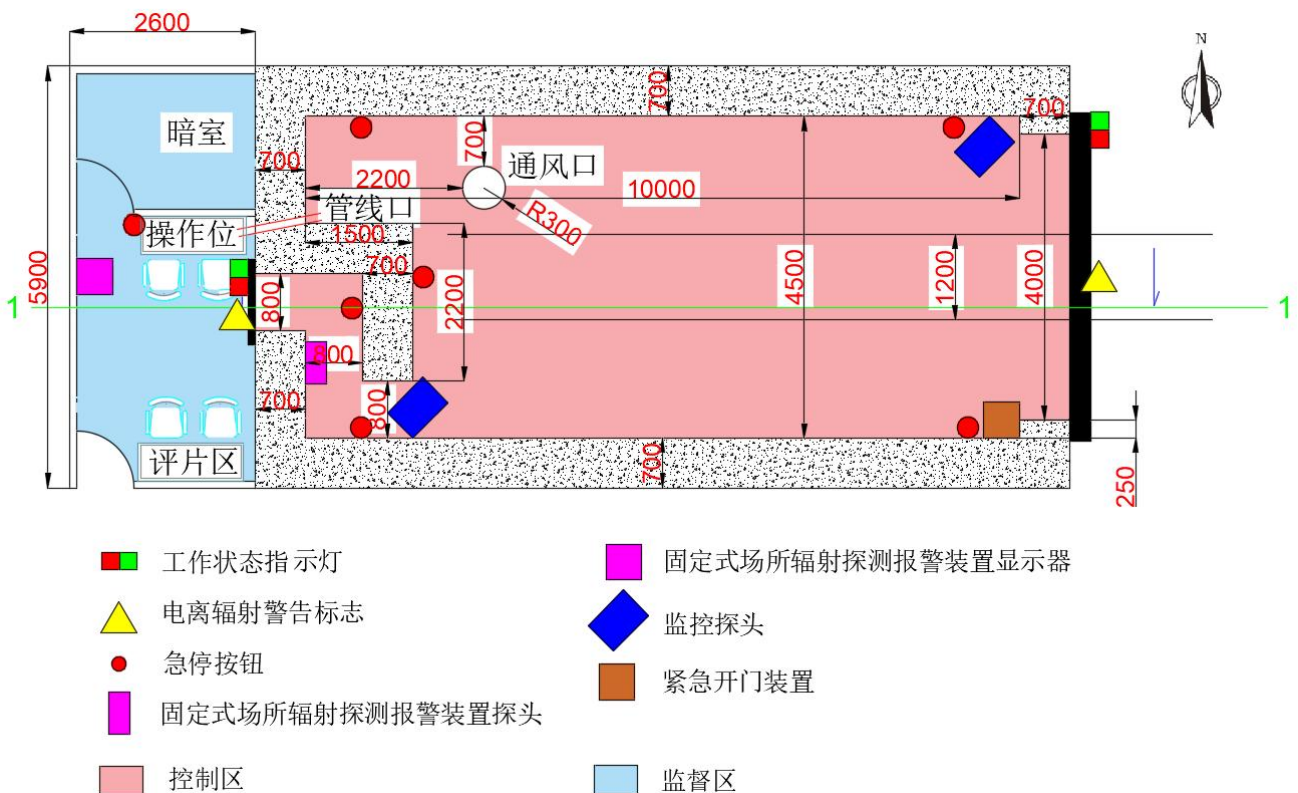 2600
N
700
700
暗室
700
700
通风口
2200
10000
管线口
R300
操作位
1500
700
5900
800
2200
4500
1200
4000
1
1
800
700
800
评片区
700
250
工作状态指示灯
固定式场所辐射探测报警装置显示器
电离辐射警告标志
监控探头
急停按钮
紧急开门装置
固定式场所辐射探测报警装置探头
控制区
监督区